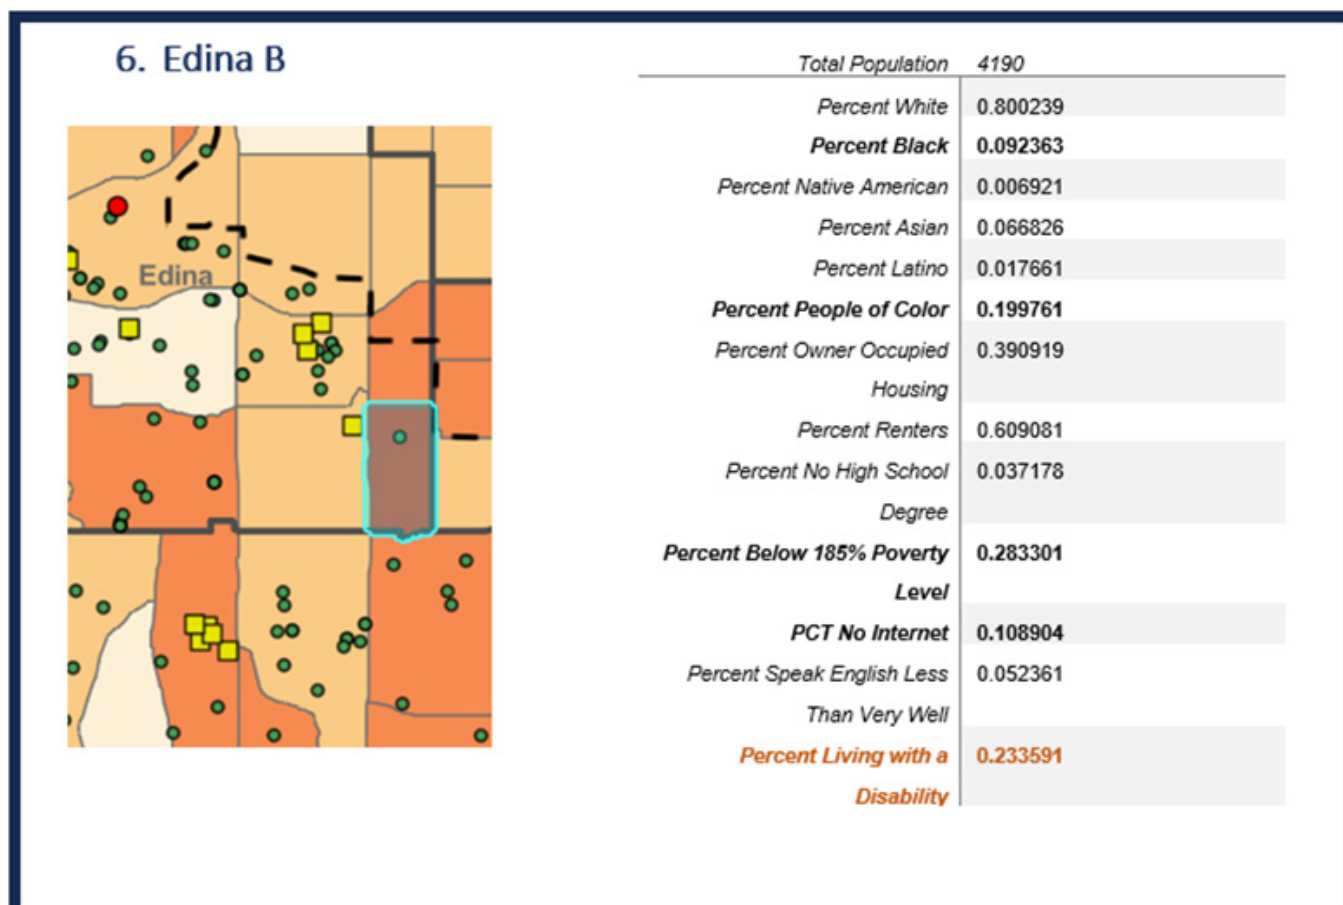 6. Edina B
Edina
Total Population 4190
Percent White 0.800239
Percent Black 0.092363
Percent Native American 0.006921
Percent Asian 0.066826
Percent Latino 0.017661
Percent People of Color 0.199761
Percent Owner Occupied 0.390919
Housing
Percent Renters 0.609081
Percent No High School 0.037178
Degree
Percent Below 185% Poverty 0.283301
Level
PCT No Internet 0.108904
Percent Speak English Less 0.052361
Than Very Well
Percent Living with a 0.233591
Disability